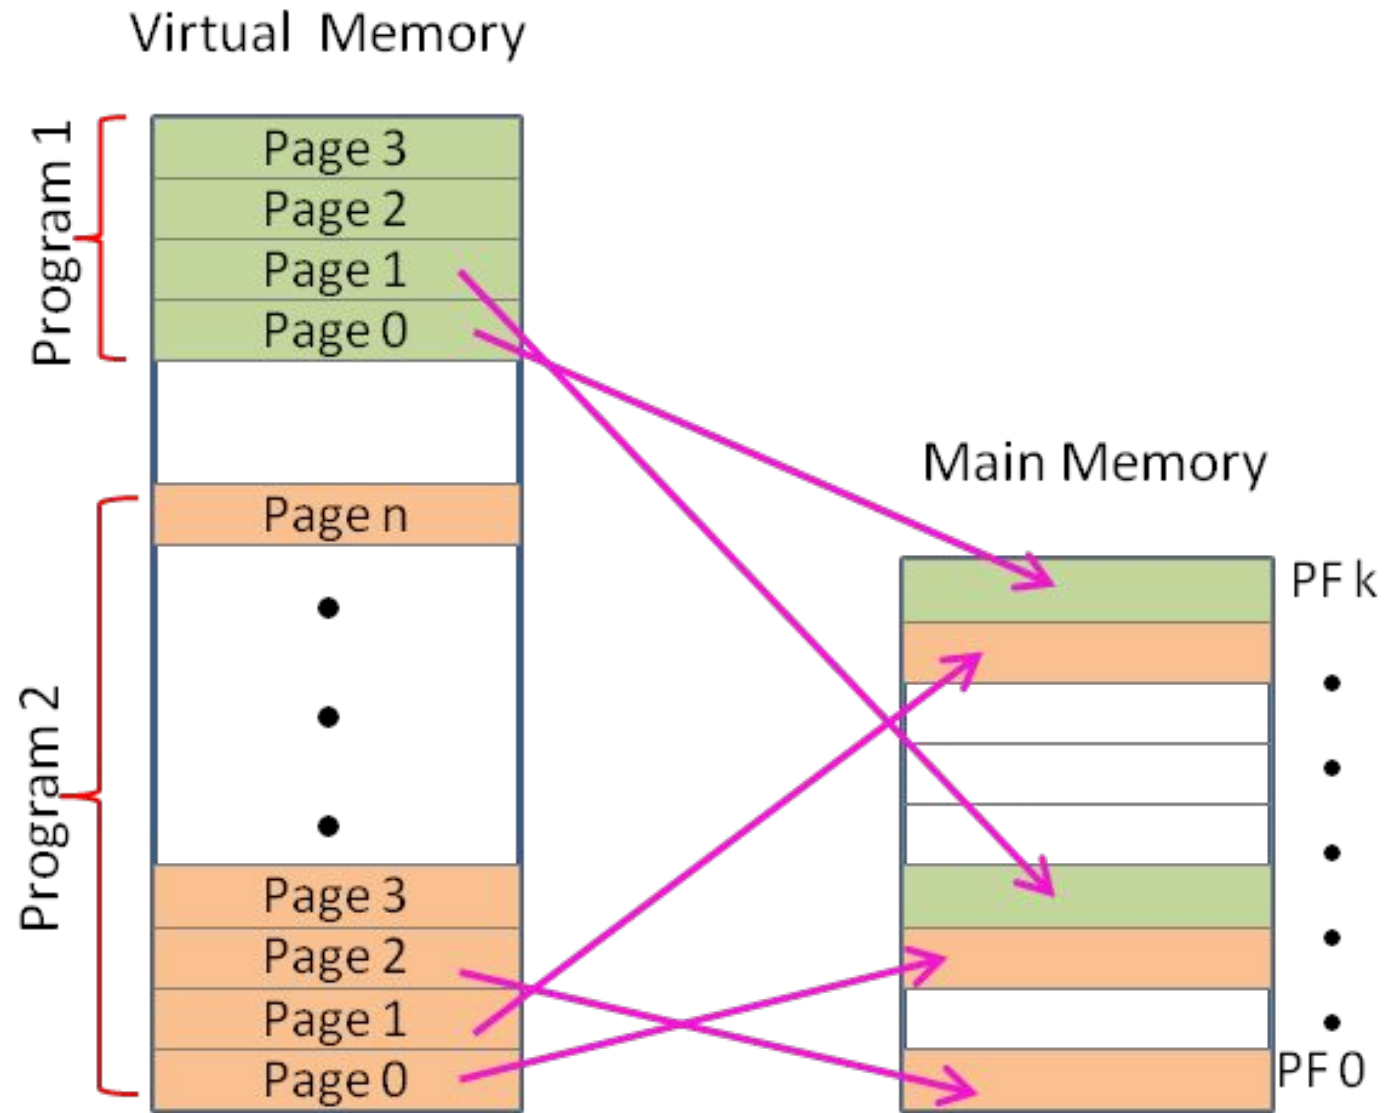 Virtual Memory
Program 1
Page 3
Page 2
Page 1
Page 0
Program 2
Page n
Page 3
Page 2
Page 1
Page 0
Main Memory
PF k
PF 0